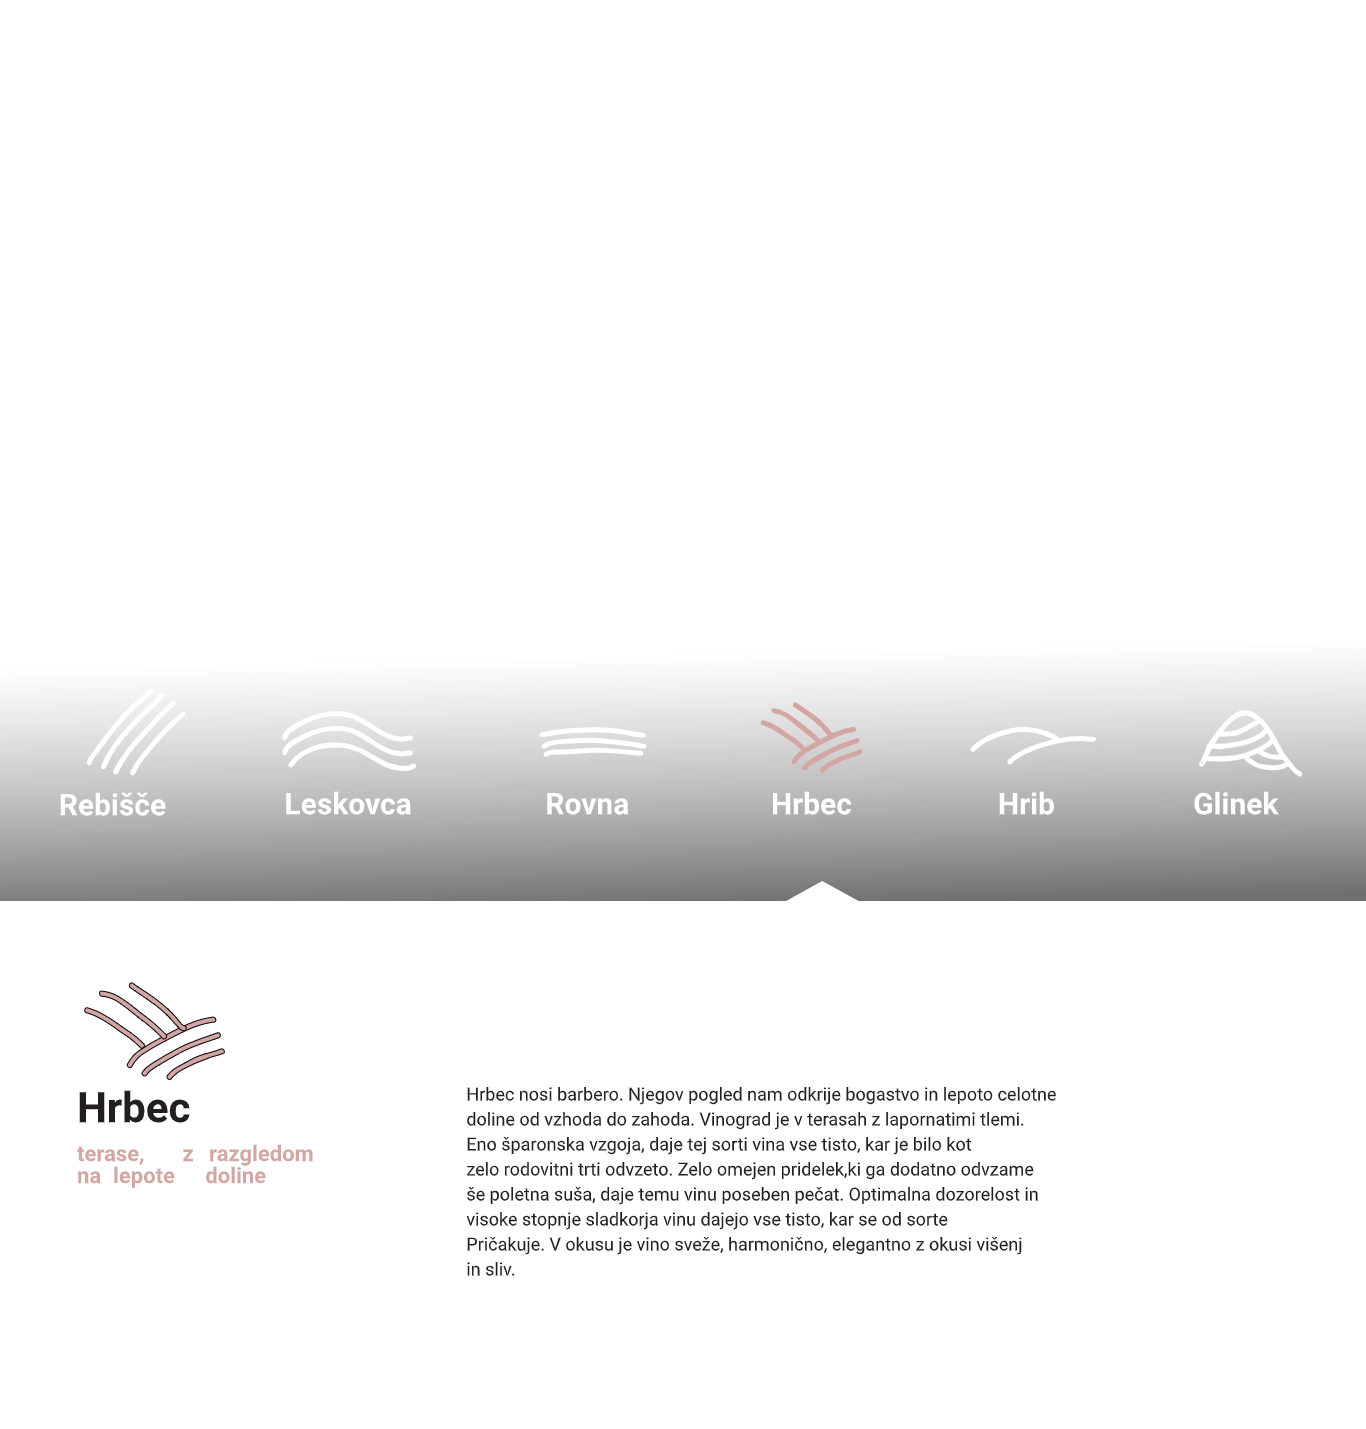 Rebišče
Leskovca
Rovna
Hrbec
Hrib
Glinek
Hrbec
terase, z razgledom
na lepote doline
Hrbec nosi barbero. Njegov pogled nam odkrije bogastvo in lepoto celotne
doline od vzhoda do zahoda. Vinograd je v terasah z lapornatimi tlemi.
Eno šparonska vzgoja, daje tej sorti vina vse tisto, kar je bilo kot
zelo rodovitni trti odvzeto. Zelo omejen pridelek,ki ga dodatno odvzame
še poletna suša, daje temu vinu poseben pečat. Optimalna dozorelost in
visoke stopnje sladkorja vinu dajejo vse tisto, kar se od sorte
Pričakuje. V okusu je vino sveže, harmonično, elegantno z okusi višenj
in sliv.